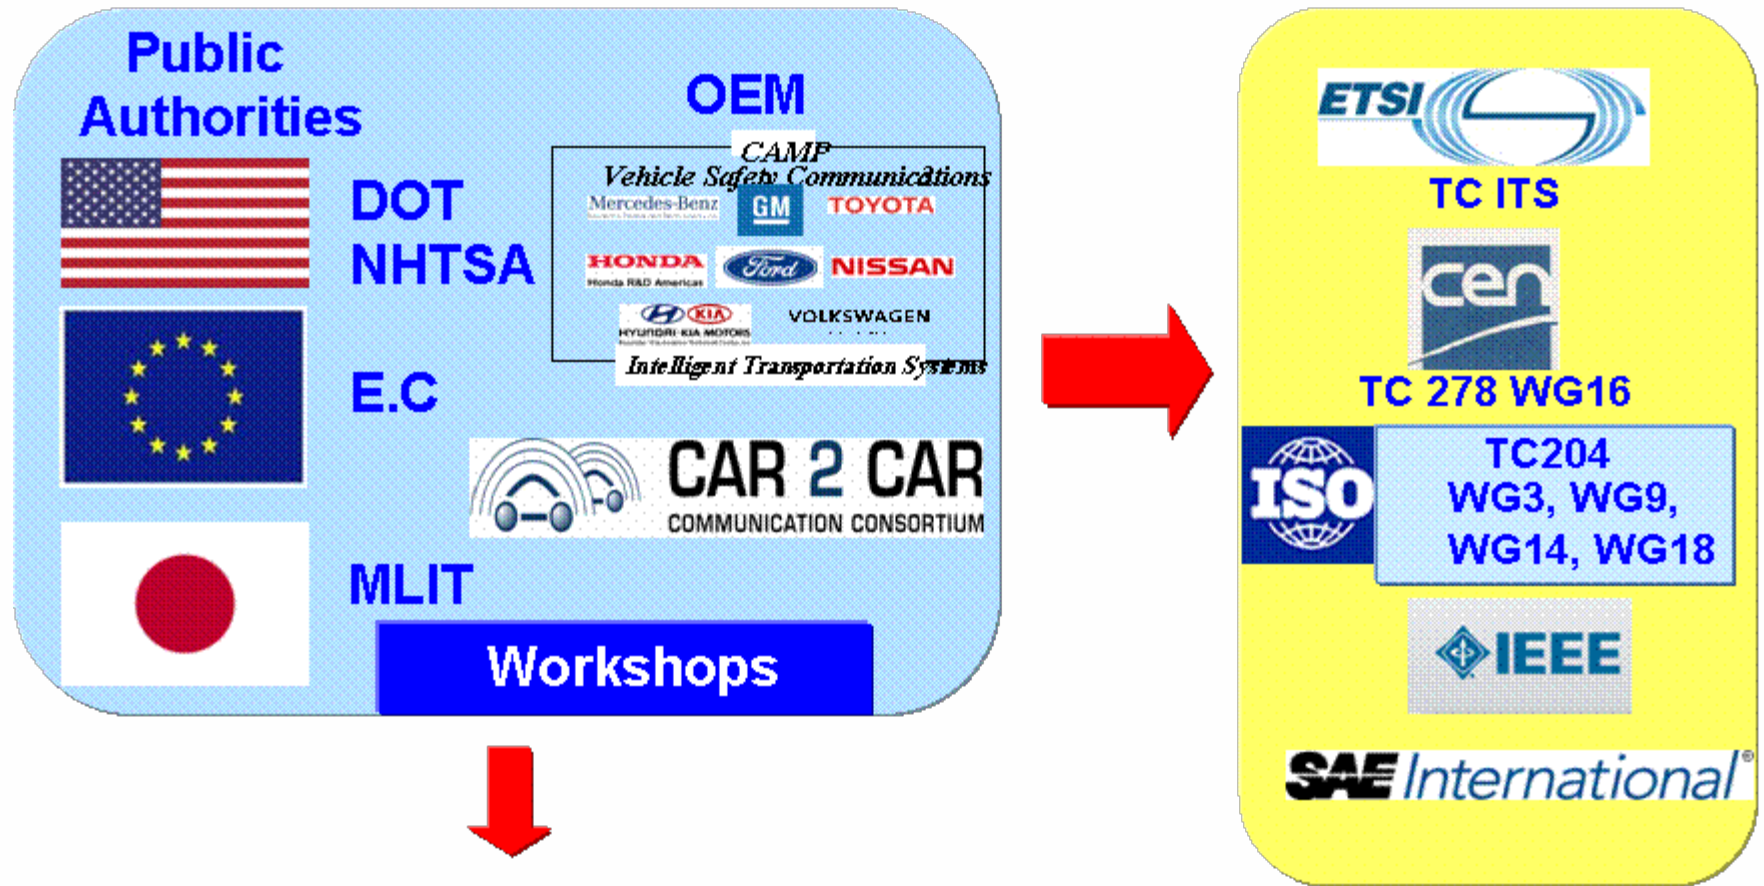 Public
Authorities
DOT
NHTSA
E.C
MLIT
OEM
CAMP
Vehicle Safety Communications 2
Mercedes-Benz
GM
TOYOTA
HONDA
Honda R&D Americas
Ford
NISSAN
KIA
HYUNDAI·KIA MOTORS
VOLKSWAGEN
Intelligent Transportation Systems
CAR 2 CAR
COMMUNICATION CONSORTIUM
Workshops
ETSI
TC ITS
cen
TC 278 WG16
ISO
TC204
WG3, WG9,
WG14, WG18
IEEE
SAE International®